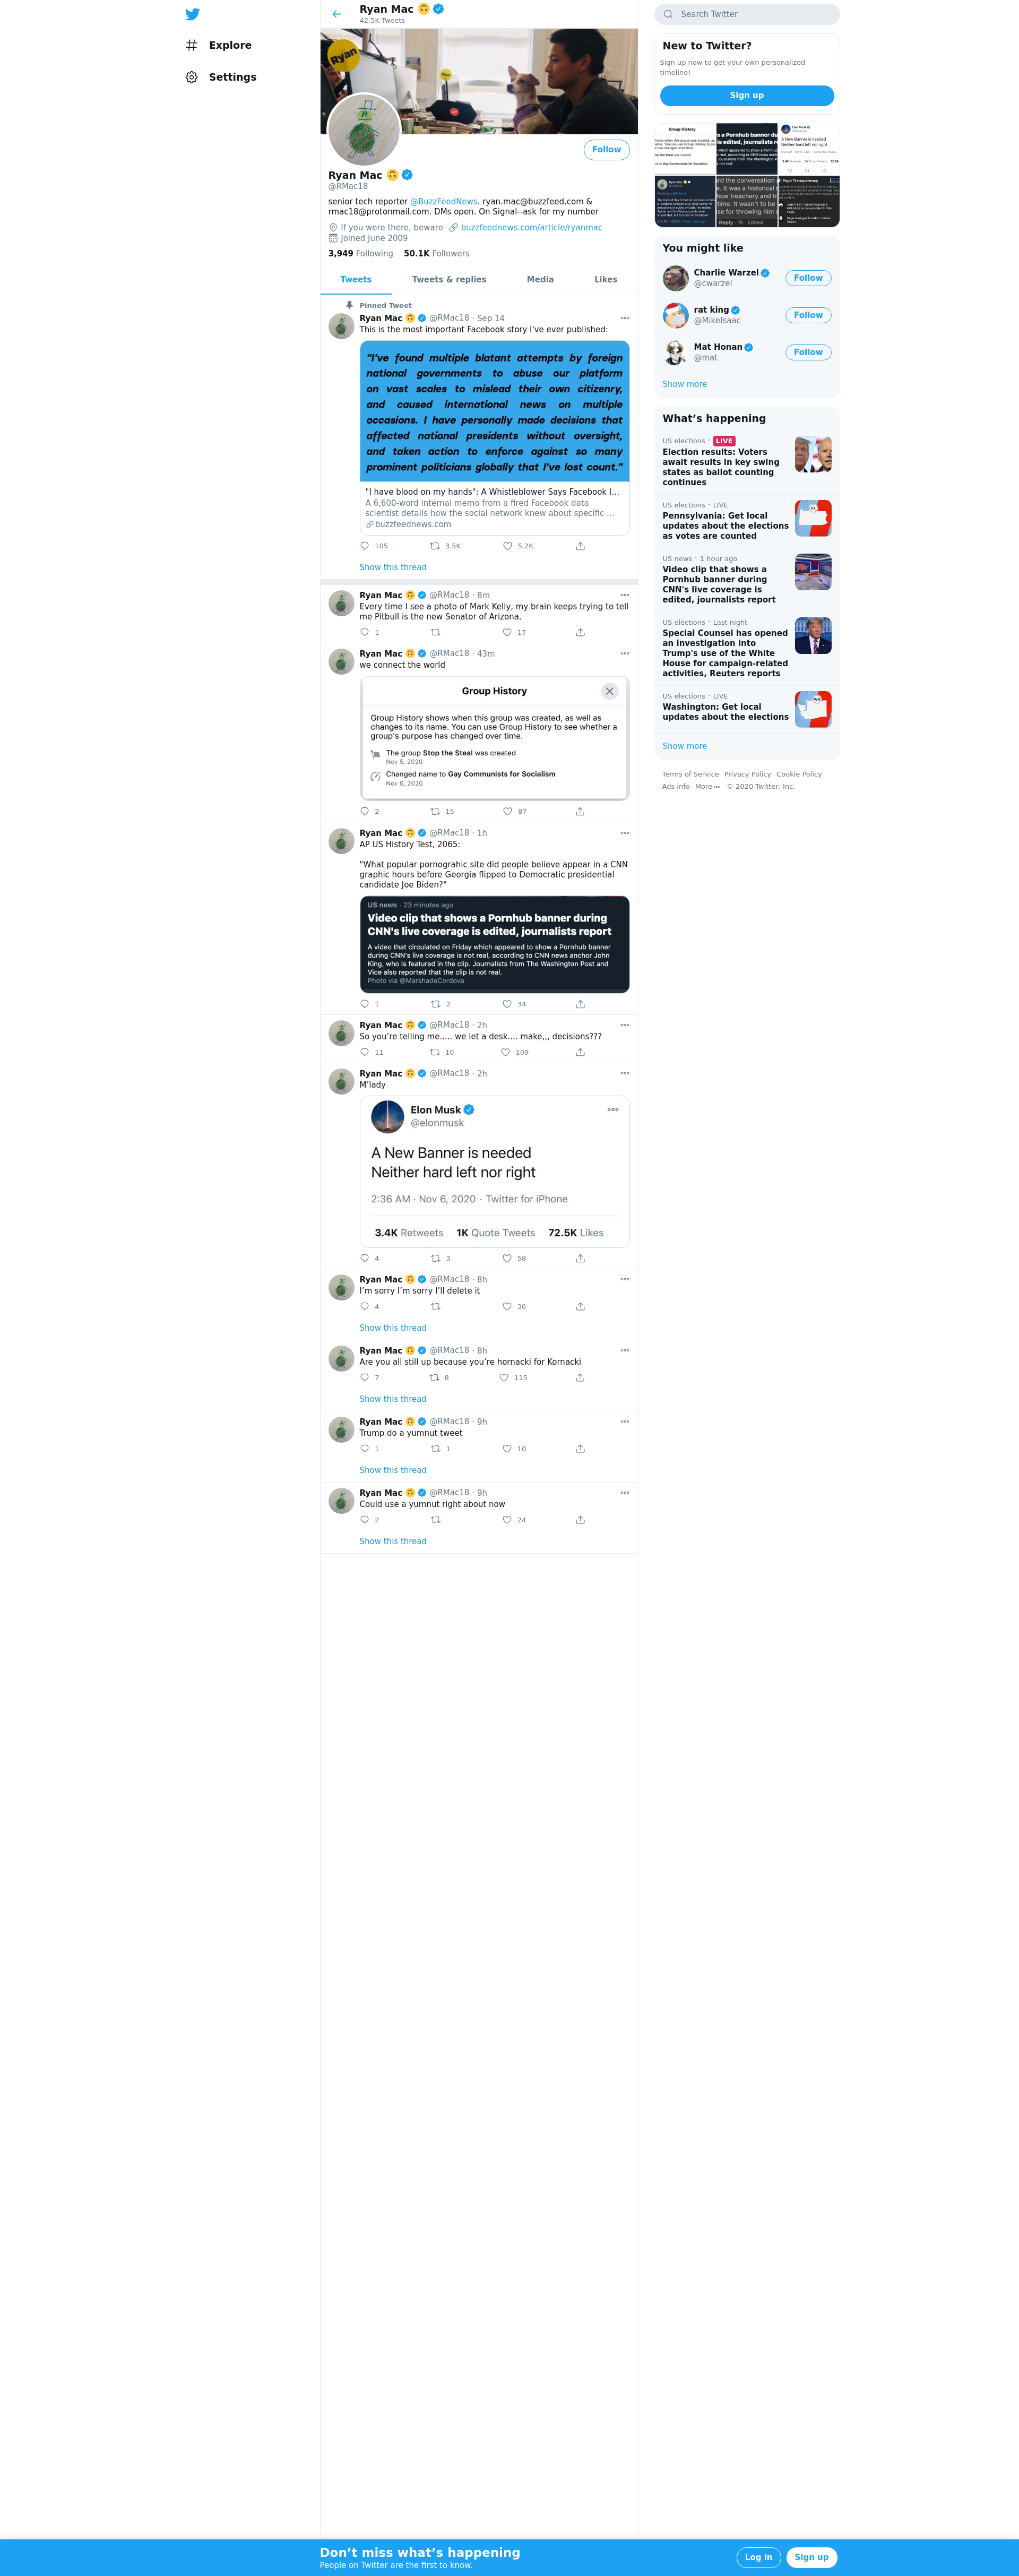 Ryan Mac 🙃
42.5K Tweets
Explore
Settings
Ryan
Follow
Ryan Mac 🙃
@RMac18
senior tech reporter @BuzzFeedNews. ryan.mac@buzzfeed.com &
rmac18@protonmail.com. DMs open. On Signal--ask for my number
If you were there, beware buzzfeednews.com/article/ryanmac
Joined June 2009
3,949 Following 50.1K Followers
Tweets Tweets & replies Media Likes
Pinned Tweet
Ryan Mac 🙃 @RMac18 · Sep 14
This is the most important Facebook story I've ever published:
“I’ve found multiple blatant attempts by foreign
national governments to abuse our platform
on vast scales to mislead their own citizenry,
and caused international news on multiple
occasions. I have personally made decisions that
affected national presidents without oversight,
and taken action to enforce against so many
prominent politicians globally that I’ve lost count.”
"I have blood on my hands": A Whistleblower Says Facebook I...
A 6,600-word internal memo from a fired Facebook data
scientist details how the social network knew about specific ...
buzzfeednews.com
105 3.5K 5.2K
Show this thread
Ryan Mac 🙃 @RMac18 · 8m
Every time I see a photo of Mark Kelly, my brain keeps trying to tell
me Pitbull is the new Senator of Arizona.
1 17
Ryan Mac 🙃 @RMac18 · 43m
we connect the world
Group History
Group History shows when this group was created, as well as
changes to its name. You can use Group History to see whether a
group's purpose has changed over time.
The group Stop the Steal was created
Nov 5, 2020
Changed name to Gay Communists for Socialism
Nov 6, 2020
2 15 87
Ryan Mac 🙃 @RMac18 · 1h
AP US History Test, 2065:
"What popular pornograhic site did people believe appear in a CNN
graphic hours before Georgia flipped to Democratic presidential
candidate Joe Biden?"
US news · 23 minutes ago
Video clip that shows a Pornhub banner during
CNN's live coverage is edited, journalists report
A video that circulated on Friday which appeared to show a Pornhub banner
during CNN's live coverage is not real, according to CNN news anchor John
King, who is featured in the clip. Journalists from The Washington Post and
Vice also reported that the clip is not real.
Photo via @MarshadeCordova
1 2 34
Ryan Mac 🙃 @RMac18 · 2h
So you’re telling me..... we let a desk.... make,,, decisions???
11 10 109
Ryan Mac 🙃 @RMac18 · 2h
M’lady
Elon Musk
@elonmusk
A New Banner is needed
Neither hard left nor right
2:36 AM · Nov 6, 2020 · Twitter for iPhone
3.4K Retweets 1K Quote Tweets 72.5K Likes
4 3 58
Ryan Mac 🙃 @RMac18 · 8h
I’m sorry I’m sorry I’ll delete it
4 36
Show this thread
Ryan Mac 🙃 @RMac18 · 8h
Are you all still up because you’re hornacki for Kornacki
7 8 115
Show this thread
Ryan Mac 🙃 @RMac18 · 9h
Trump do a yumnut tweet
1 1 10
Show this thread
Ryan Mac 🙃 @RMac18 · 9h
Could use a yumnut right about now
2 24
Show this thread
Search Twitter
New to Twitter?
Sign up now to get your own personalized
timeline!
Sign up
You might like
Charlie Warzel
@cwarzel
Follow
rat king
@MikeIsaac
Follow
Mat Honan
@mat
Follow
Show more
What’s happening
US elections · LIVE
Election results: Voters
await results in key swing
states as ballot counting
continues
US elections · LIVE
Pennsylvania: Get local
updates about the elections
as votes are counted
US news · 1 hour ago
Video clip that shows a
Pornhub banner during
CNN's live coverage is
edited, journalists report
US elections · Last night
Special Counsel has opened
an investigation into
Trump's use of the White
House for campaign-related
activities, Reuters reports
US elections · LIVE
Washington: Get local
updates about the elections
Show more
Terms of Service Privacy Policy Cookie Policy
Ads info More © 2020 Twitter, Inc.
Don’t miss what’s happening
People on Twitter are the first to know.
Log in
Sign up